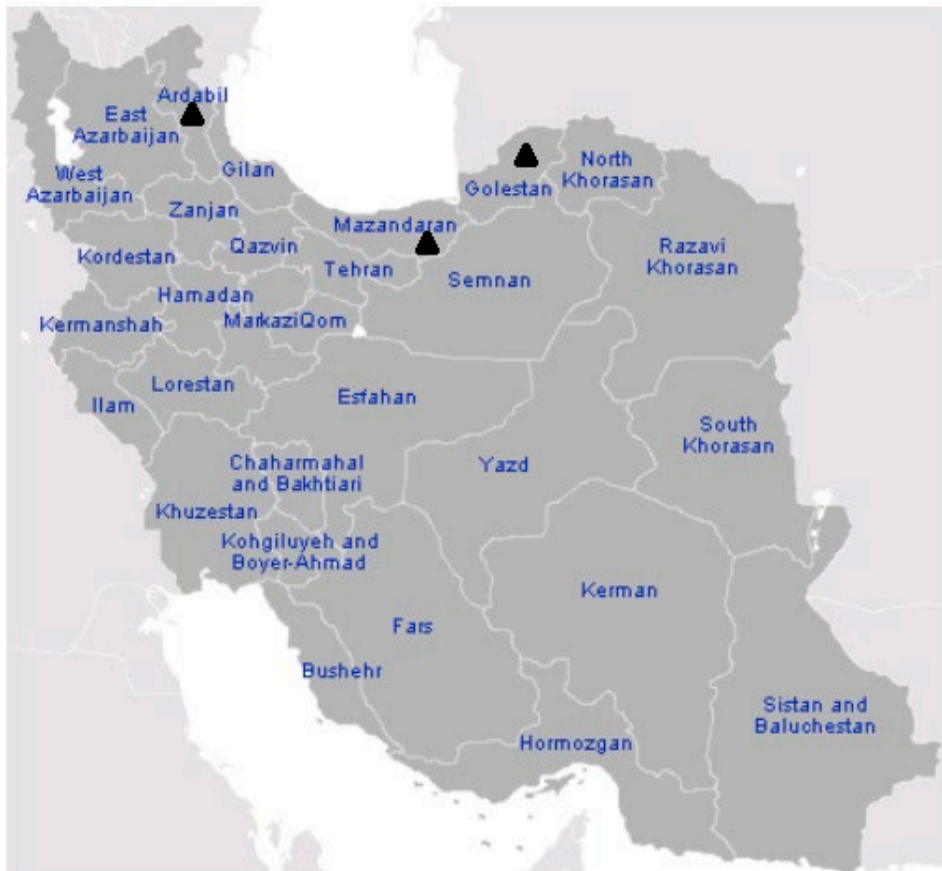 Ardabil
East
Azarbaijan
Gilan
West
Azarbaijan
Zanjan
Golestan
North
Khorasan
Mazandaran
Kordestan
Qazvin
Tehran
Semnan
Razavi
Khorasan
Hamadan
Kermanshah
Markazi
Qom
Lorestan
Ilam
Esfahan
South
Khorasan
Chaharmahal
and Bakhtiari
Yazd
Khuzestan
Kohgiluyeh and
Boyer-Ahmad
Kerman
Fars
Bushehr
Sistan and
Baluchestan
Hormozgan